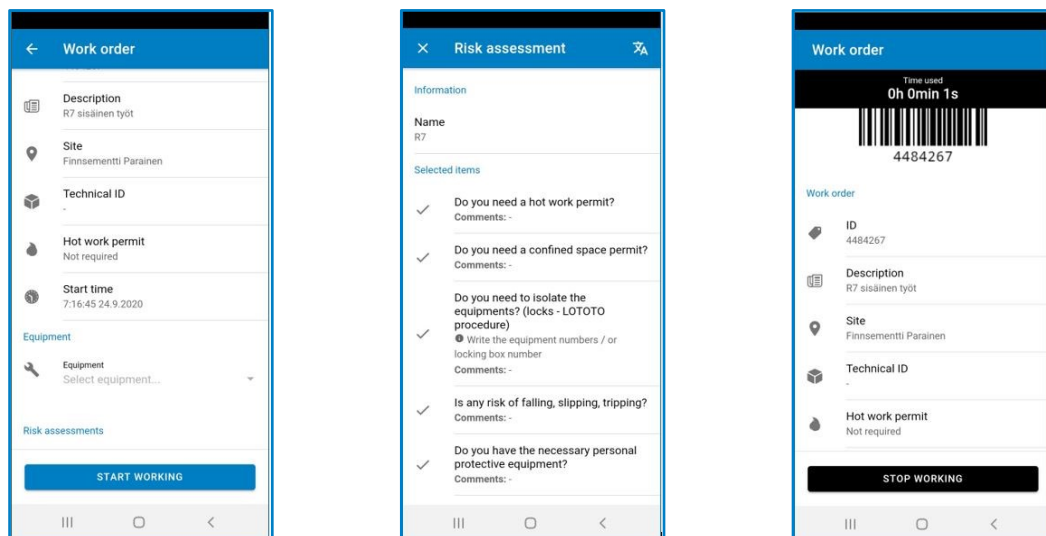 Work order
Description
R7 sisäinen työt
Site
Finnsementti Parainen
Technical ID
-
Hot work permit
Not required
Start time
7:16:45 24.9.2020
Equipment
Equipment
Select equipment...
Risk assessments
START WORKING
Risk assessment
Information
Name
R7
Selected items
Do you need a hot work permit?
Comments: -
Do you need a confined space permit?
Comments: -
Do you need to isolate the
equipments? (locks - LOTOTO
procedure)
Write the equipment numbers / or
locking box number
Comments: -
Is any risk of falling, slipping, tripping?
Comments: -
Do you have the necessary personal
protective equipment?
Comments: -
Work order
Time used
0h 0min 1s
4484267
Work order
ID
4484267
Description
R7 sisäinen työt
Site
Finnsementti Parainen
Technical ID
-
Hot work permit
Not required
STOP WORKING